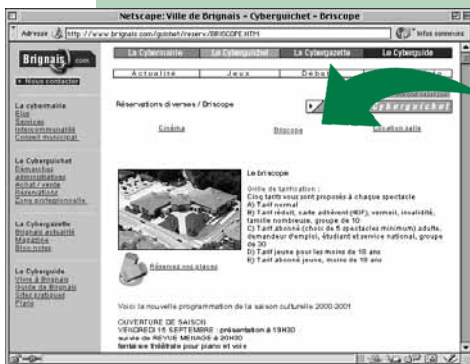 Netscape: Ville de Brignais - Cyberguichet - Briscope
Adresse http://www.brignais.com/guichet/reserv/BRISCOPE.HTM
Infos connexes
Brignais .com
La Cybermairie Le Cyberguichet La Cybergazette Le Cyberguide
Nous contacter
Actualité Jeux
Réservations diverses / Briscope
Cyberguichet
Cinéma Briscope Location salle
La cybermairie
Elus
Services
Intercommunalité
Conseil municipal
Le Cyberguichet
Démarches
administratives
Achat / vente
Réservations
Zone professionnelle
La Cybergazette
Brignais actualité
Magazine
Bloc notes
Le Cyberguide
Vivre à Brignais
Guide de Brignais
Sites pratiques
Plans
Le briscope
Grille de tarification :
Cinq tarifs vous sont proposés à chaque spectacle
A) Tarif normal
B) Tarif réduit, carte adhérent (40F), vermeil, invalidité,
famille nombreuse, groupe de 10
C) Tarif abonné (choix de 5 spectacles minimum) adulte,
demandeur d'emploi, étudiant et service national, groupe
de 30
D) Tarif jeune pour les moins de 18 ans
E) Tarif abonné jeune, moins de 18 ans
Réservez vos places
Voici la nouvelle programmation de la saison culturelle 2000-2001
OUVERTURE DE SAISON
VENDREDI 15 SEPTEMBRE : présentation à 19H30
suivie de REVUE MENAGE à 20H30
fantaisie théâtrale pour piano et voix